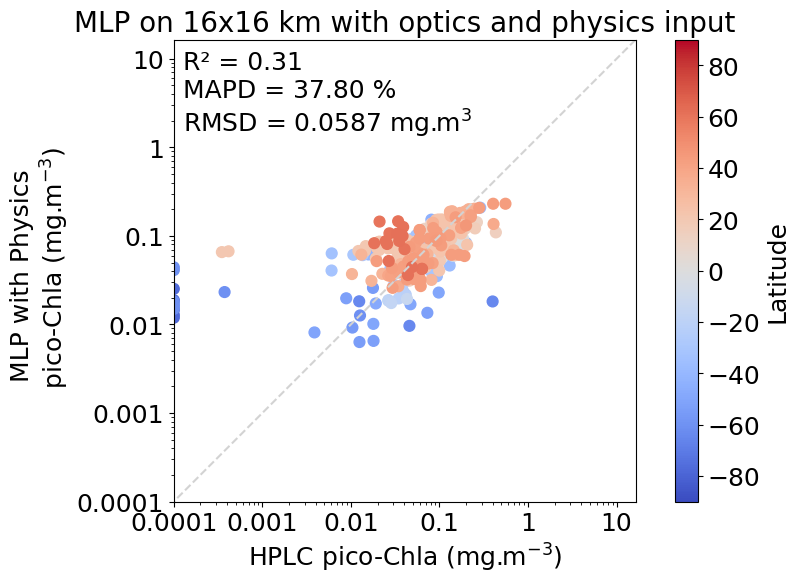 MLP on 16x16 km with optics and physics input
R² = 0.31
MAPD = 37.80 %
RMSD = 0.0587 mg.m³
10
1
0.1
0.01
0.001
0.0001
MLP with Physics
pico-Chla (mg.m⁻³)
0.0001 0.001 0.01 0.1 1 10
HPLC pico-Chla (mg.m⁻³)
80
60
40
20
0
−20
−40
−60
−80
Latitude